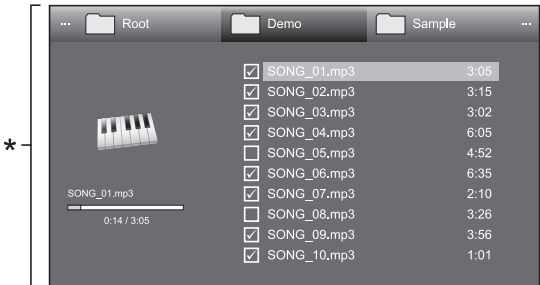 ... Root Demo Sample ...
SONG_01.mp3 3:05
SONG_02.mp3 3:15
SONG_03.mp3 3:02
SONG_04.mp3 6:05
SONG_05.mp3 4:52
SONG_06.mp3 6:35
SONG_07.mp3 2:10
SONG_08.mp3 3:26
SONG_09.mp3 3:56
SONG_10.mp3 1:01
*
SONG_01.mp3
0:14 / 3:05